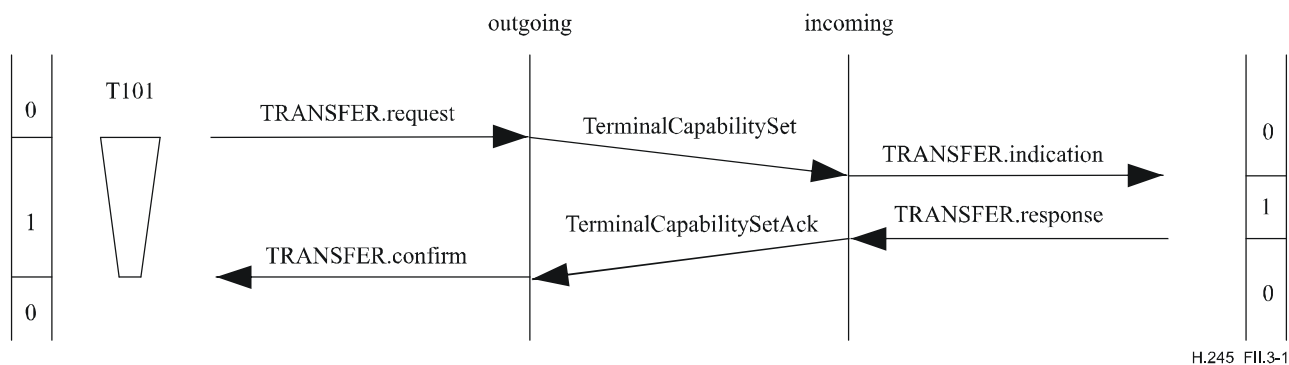 outgoing incoming
T101
0 TRANSFER.request TerminalCapabilitySet 0
TRANSFER.indication
1 TerminalCapabilitySetAck TRANSFER.response 1
TRANSFER.confirm
0 0
H.245 FII.3-1